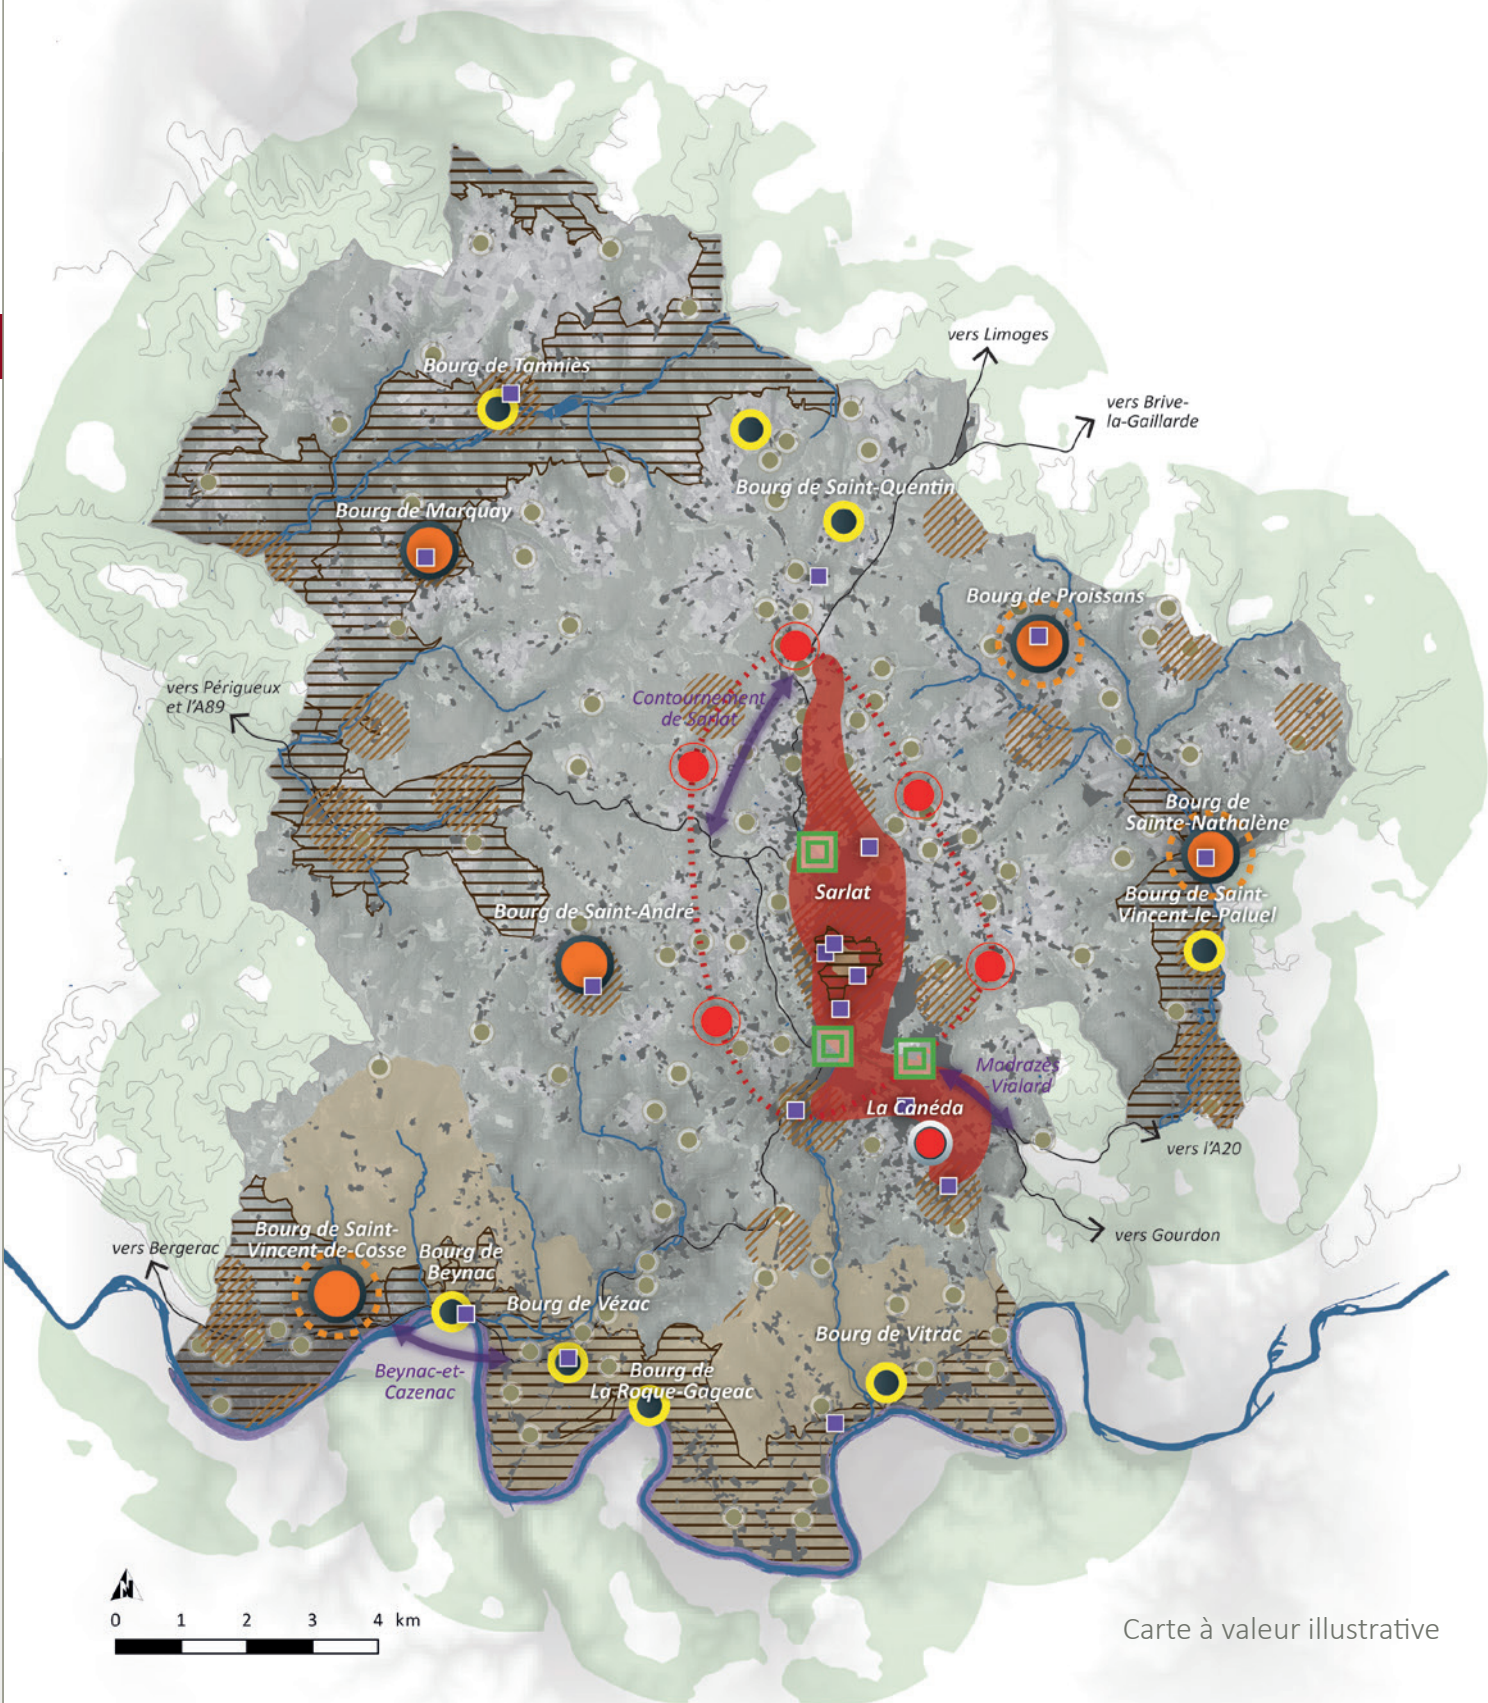 vers Limoges
vers Brive-
la-Gaillarde
Bourg de Tamniès
Bourg de Saint-Quentin
Bourg de Marquay
Bourg de Proissans
vers Périgueux
et l'A89
Contournement
de Sarlat
Bourg de
Sainte-Nathalène
Sarlat
Bourg de Saint-
Vincent-le-Paluel
Bourg de Saint-André
Madrazès
Vialard
La Canéda
vers l'A20
vers Gourdon
vers Bergerac
Bourg de Saint-
Vincent-de-Cosse
Bourg de
Beynac
Bourg de Vézac
Bourg de Vitrac
Beynac-et-
Cazenac
Bourg de
La Roque-Gageac
N
0 1 2 3 4 km
Carte à valeur illustrative